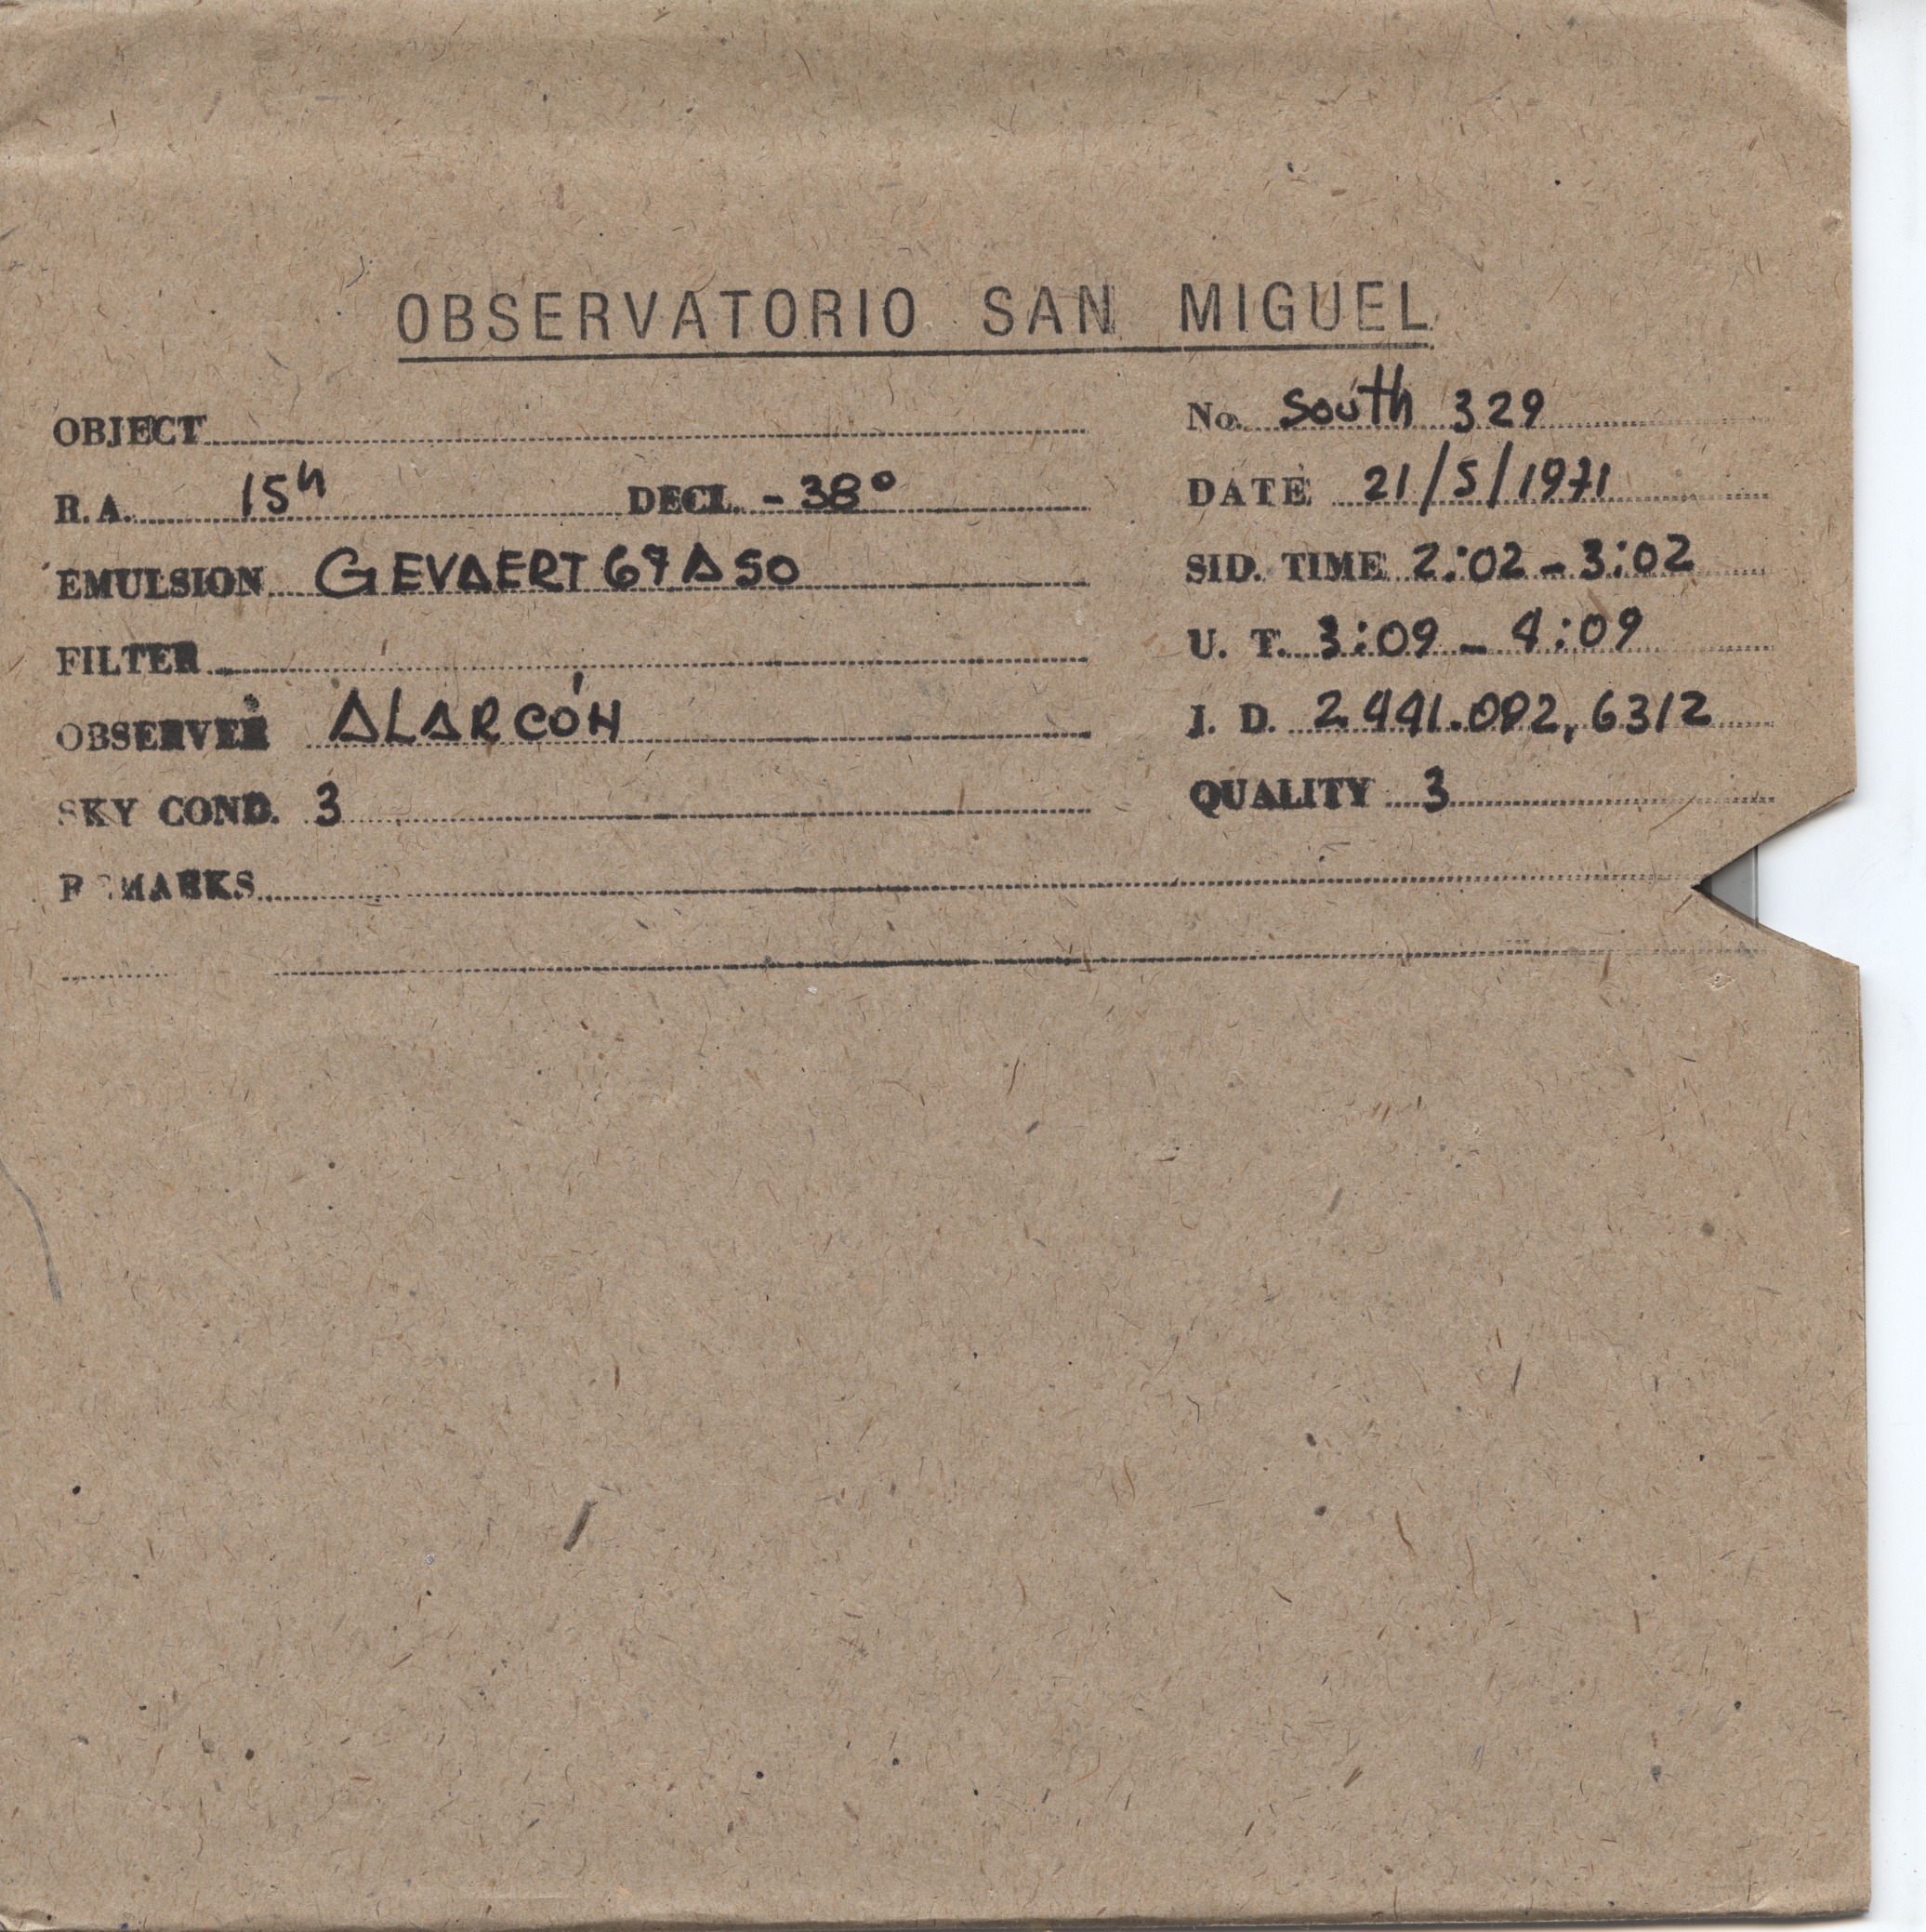 OBSERVATORIO SAN MIGUEL
OBJECT
No. South 329
R.A. 15h DECL. -38°
DATE 21/5/1971
EMULSION GEVAERT 67A50
SID. TIME 2:02-3:02
FILTER
U. T. 3:09-4:09
OBSERVER ALARCÓN
J. D. 2.441.092,6312
SKY COND. 3
QUALITY 3
REMARKS